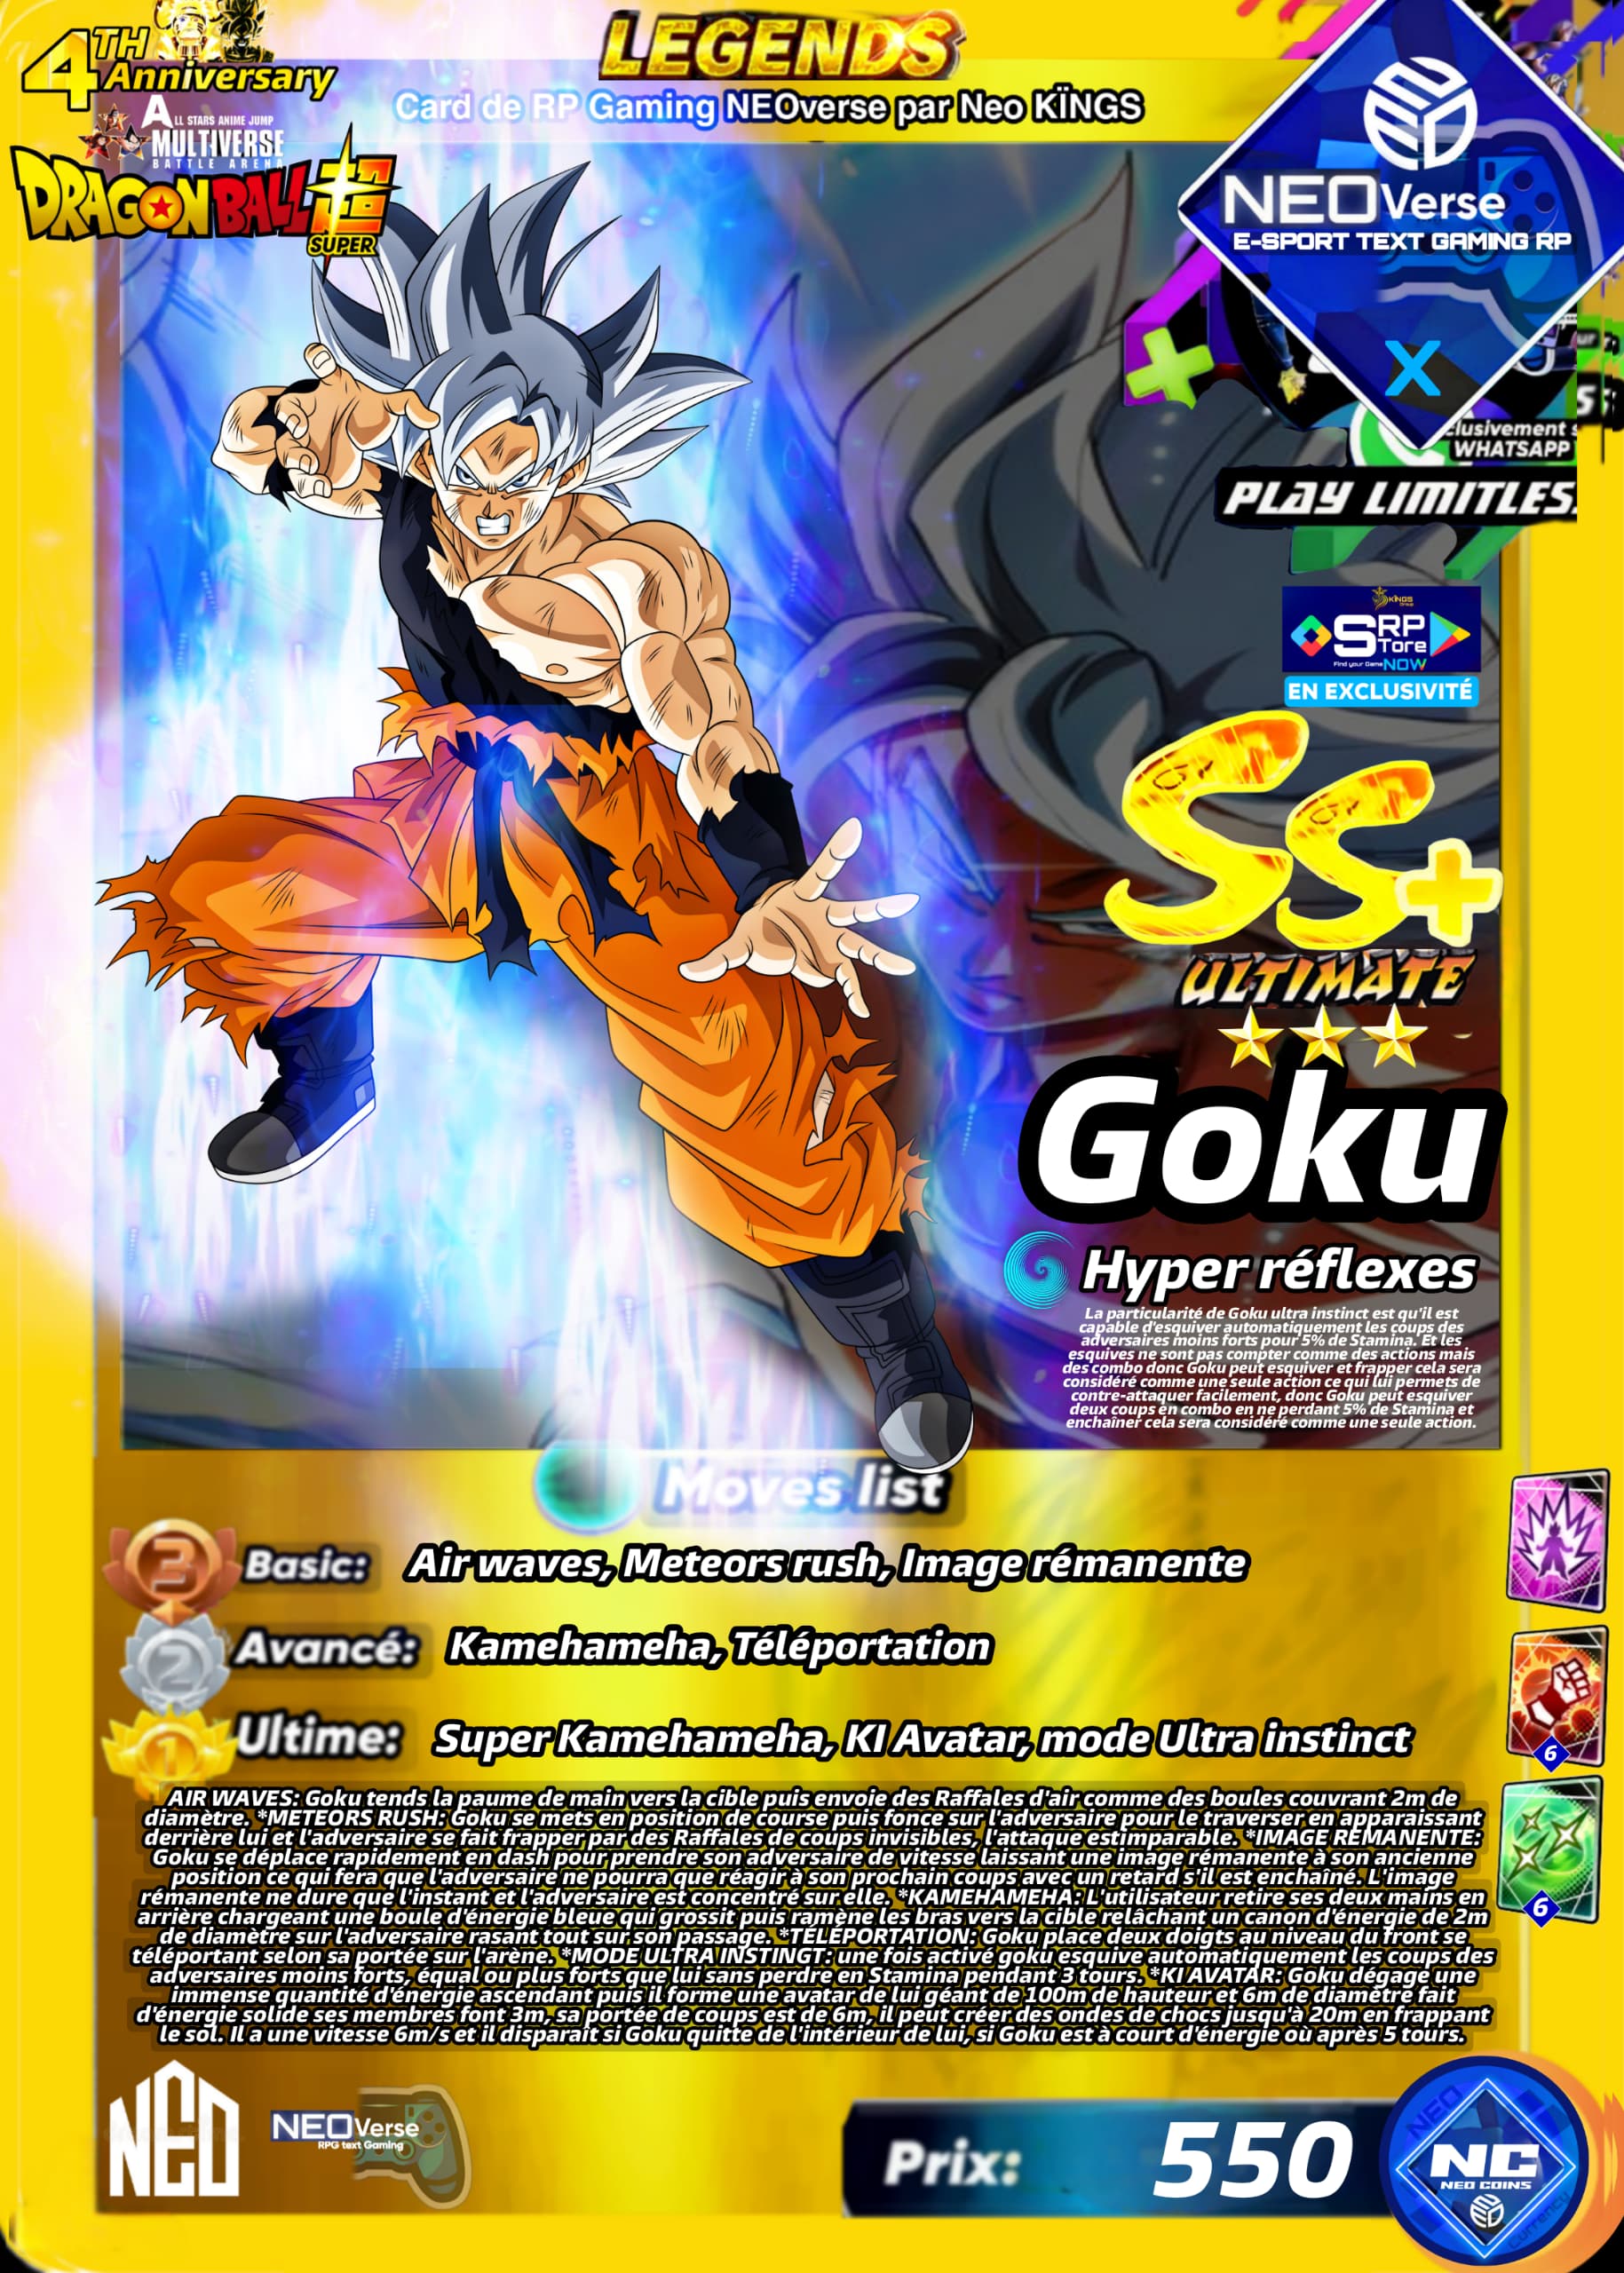 4TH
Anniversary
LEGENDS
Card de RP Gaming NEOverse par Neo KÏNGS
ALL STARS ANIME JUMP
MULTIVERSE
BATTLE ARENA
DRAGON BALL 超
SUPER
NEOVerse
E-SPORT TEXT GAMING RP
X
clusivement s
WHATSAPP
PLAY LIMITLES
KÏNGS
SRP
Tore
Find your Game NOW
EN EXCLUSIVITÉ
SS+
ULTIMATE
Goku
Hyper réflexes
La particularité de Goku ultra instinct est qu'il est
capable d'esquiver automatiquement les coups des
adversaires moins forts pour 5% de Stamina. Et les
esquives ne sont pas compter comme des actions mais
des combo donc Goku peut esquiver et frapper cela sera
considéré comme une seule action ce qui lui permets de
contre-attaquer facilement, donc Goku peut esquiver
deux coups en combo en ne perdant 5% de Stamina et
enchaîner cela sera considéré comme une seule action.
Moves list
3 Basic: Air waves, Meteors rush, Image rémanente
2 Avancé: Kamehameha, Téléportation
6
1 Ultime: Super Kamehameha, KI Avatar, mode Ultra instinct
AIR WAVES: Goku tends la paume de main vers la cible puis envoie des Raffales d'air comme des boules couvrant 2m de
diamètre. *METEORS RUSH: Goku se mets en position de course puis fonce sur l'adversaire pour le traverser en apparaissant
derrière lui et l'adversaire se fait frapper par des Raffales de coups invisibles, l'attaque est imparable. *IMAGE RÉMANENTE:
Goku se déplace rapidement en dash pour prendre son adversaire de vitesse laissant une image rémanente à son ancienne
position ce qui fera que l'adversaire ne pourra que réagir à son prochain coups avec un retard s'il est enchaîné. L'image
rémanente ne dure que l'instant et l'adversaire est concentré sur elle. *KAMEHAMEHA: L'utilisateur retire ses deux mains en
arrière chargeant une boule d'énergie bleue qui grossit puis ramène les bras vers la cible relâchant un canon d'énergie de 2m
de diamètre sur l'adversaire rasant tout sur son passage. *TÉLÉPORTATION: Goku place deux doigts au niveau du front se
téléportant selon sa portée sur l'arène. *MODE ULTRA INSTINGT: une fois activé goku esquive automatiquement les coups des
adversaires moins forts, équal ou plus forts que lui sans perdre en Stamina pendant 3 tours. *KI AVATAR: Goku dégage une
immense quantité d'énergie ascendant puis il forme une avatar de lui géant de 100m de hauteur et 6m de diamètre fait
d'énergie solide ses membres font 3m, sa portée de coups est de 6m, il peut créer des ondes de chocs jusqu'à 20m en frappant
le sol. Il a une vitesse 6m/s et il disparaît si Goku quitte de l'intérieur de lui, si Goku est à court d'énergie où après 5 tours.
6
NEO
NEOVerse
RPG text Gaming
Prix: 550
NC
NEO COINS
Currency